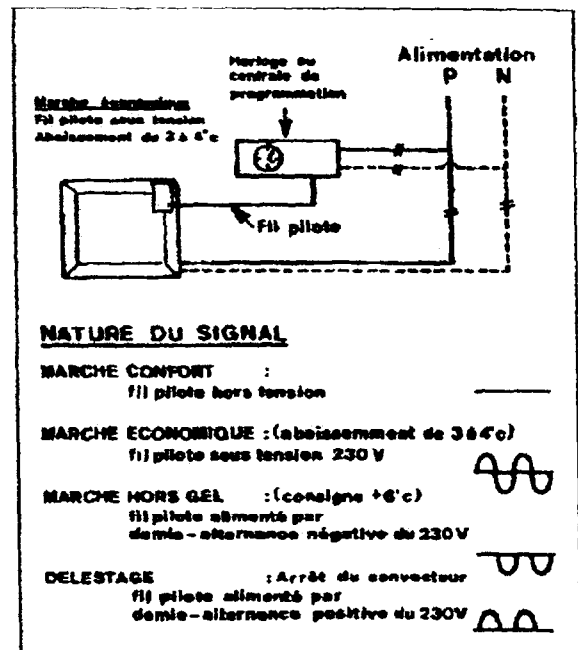 Alimentation
P N
Horloge ou
centrale de
programmation
Marche économique
Fil pilote sous tension
Abaissement de 3 à 4°c
Fil pilote
NATURE DU SIGNAL
MARCHE CONFORT :
fil pilote hors tension
MARCHE ECONOMIQUE : (abaissemment de 3 à 4°c)
fil pilote sous tension 230 V
MARCHE HORS GEL : (consigne +6°c)
fil pilote alimenté par
demie-alternance négative du 230V
DELESTAGE : Arrêt du convecteur
fil pilote alimenté par
demie-alternance positive du 230V